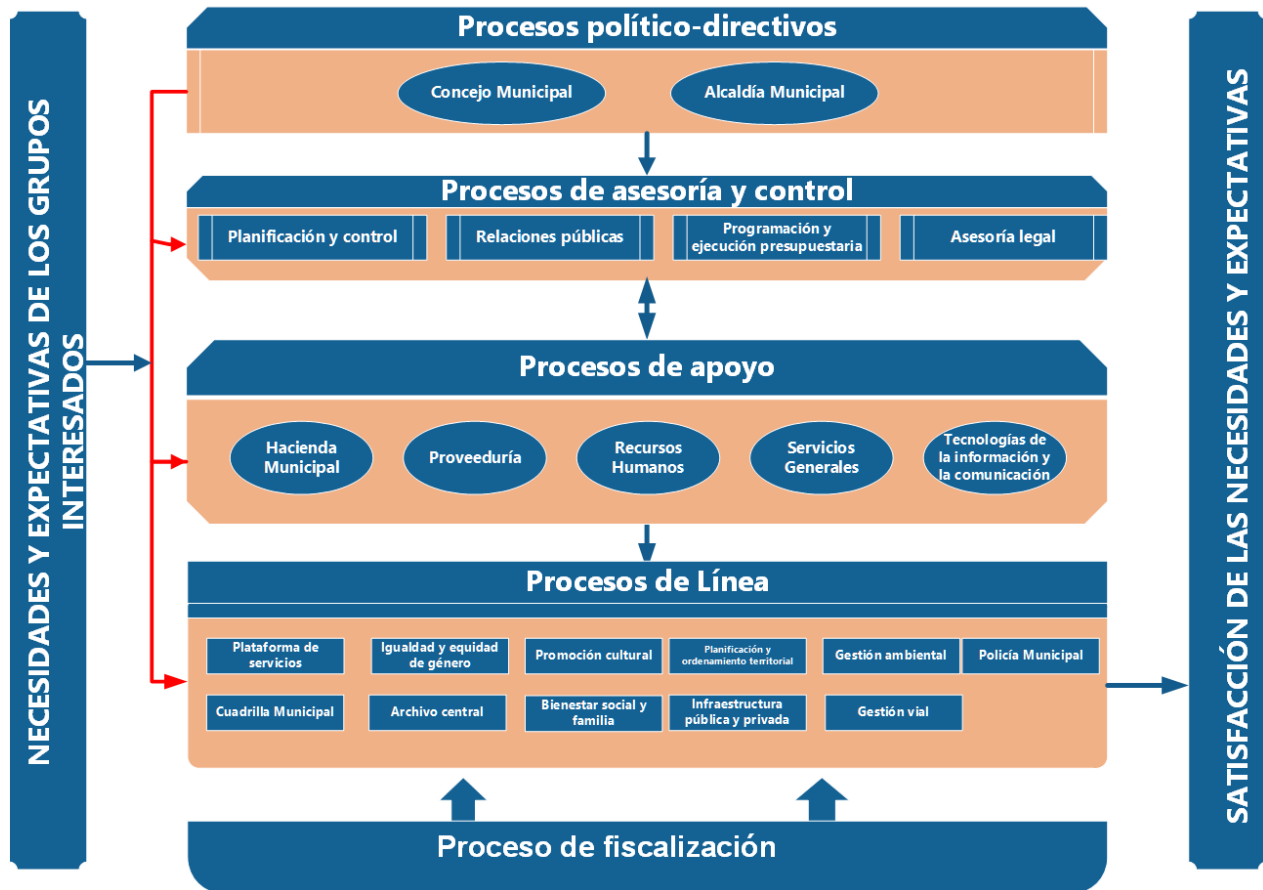 NECESIDADES Y EXPECTATIVAS DE LOS GRUPOS
INTERESADOS
Procesos político-directivos
Concejo Municipal
Alcaldía Municipal
Procesos de asesoría y control
Planificación y control
Relaciones públicas
Programación y
ejecución presupuestaria
Asesoría legal
Procesos de apoyo
Hacienda
Municipal
Proveeduría
Recursos
Humanos
Servicios
Generales
Tecnologías de
la información y
la comunicación
Procesos de Línea
Plataforma de
servicios
Igualdad y equidad
de género
Promoción cultural
Planificación y
ordenamiento territorial
Gestión ambiental
Policía Municipal
Cuadrilla Municipal
Archivo central
Bienestar social y
familia
Infraestructura
pública y privada
Gestión vial
Proceso de fiscalización
SATISFACCIÓN DE LAS NECESIDADES Y EXPECTATIVAS